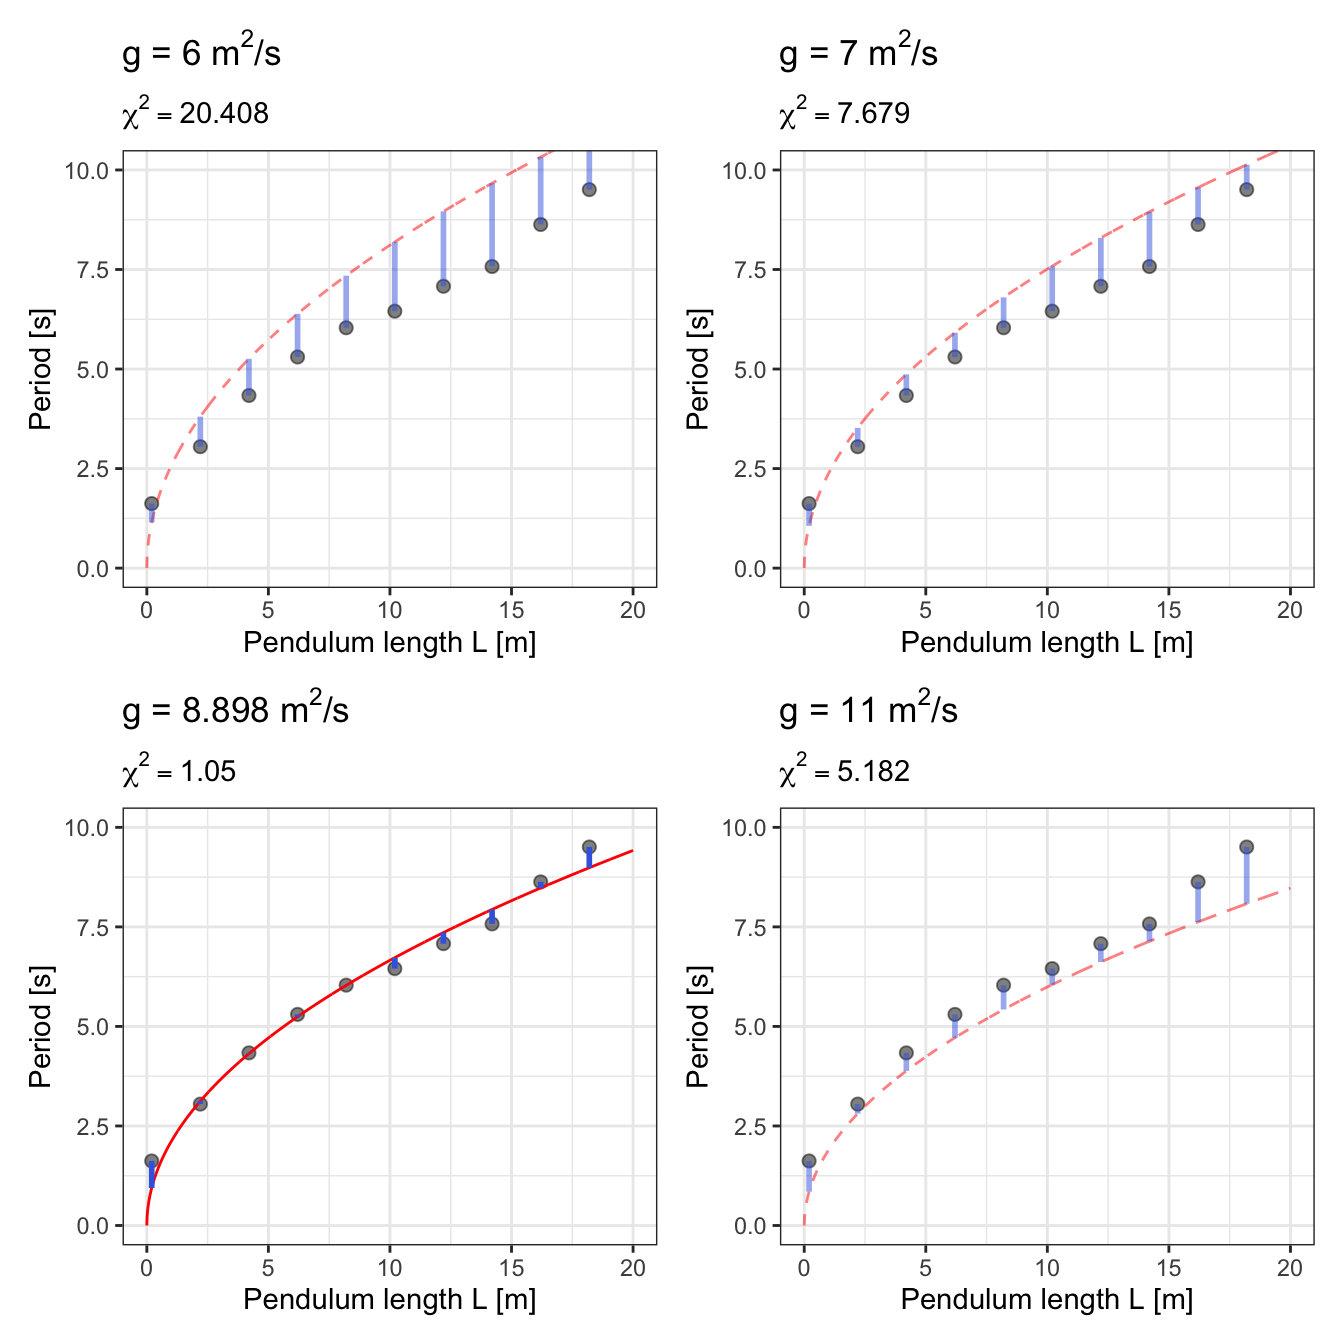 g = 6 m²/s
χ² = 20.408
10.0
7.5
5.0
2.5
0.0
Period [s]
0 5 10 15 20
Pendulum length L [m]
g = 7 m²/s
χ² = 7.679
10.0
7.5
5.0
2.5
0.0
Period [s]
0 5 10 15 20
Pendulum length L [m]
g = 8.898 m²/s
χ² = 1.05
10.0
7.5
5.0
2.5
0.0
Period [s]
0 5 10 15 20
Pendulum length L [m]
g = 11 m²/s
χ² = 5.182
10.0
7.5
5.0
2.5
0.0
Period [s]
0 5 10 15 20
Pendulum length L [m]